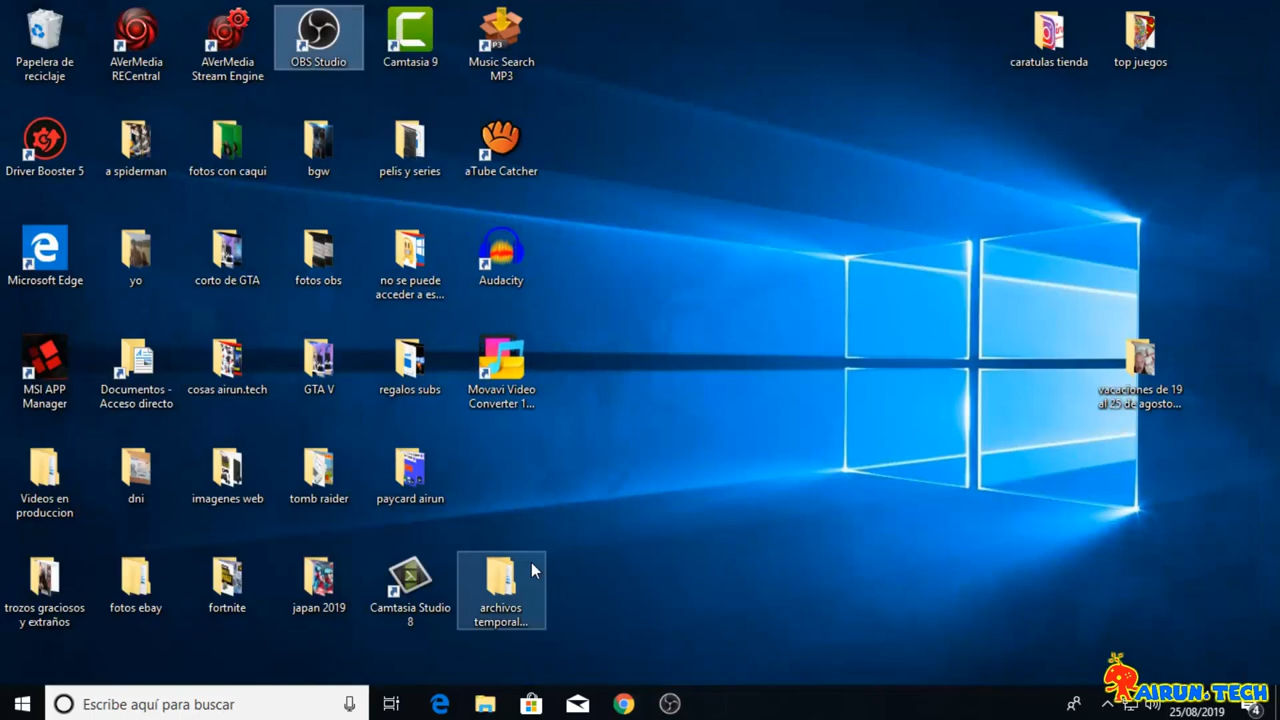 Papelera de
reciclaje
AVerMedia
RECentral
AVerMedia
Stream Engine
OBS Studio
Camtasia 9
P3
Music Search
MP3
caratulas tienda
top juegos
Driver Booster 5
a spiderman
fotos con caqui
bgw
pelis y series
aTube Catcher
Microsoft Edge
yo
corto de GTA
fotos obs
no se puede
acceder a es...
Audacity
MSI APP
Manager
Documentos -
Acceso directo
cosas airun.tech
GTA V
regalos subs
Movavi Video
Converter 1...
vacaciones de 19
al 25 de agosto...
Videos en
produccion
dni
imagenes web
tomb raider
paycard airun
trozos graciosos
y extraños
fotos ebay
fortnite
japan 2019
Camtasia Studio
8
archivos
temporal...
Escribe aquí para buscar
AIRUN.TECH
25/08/2019
4